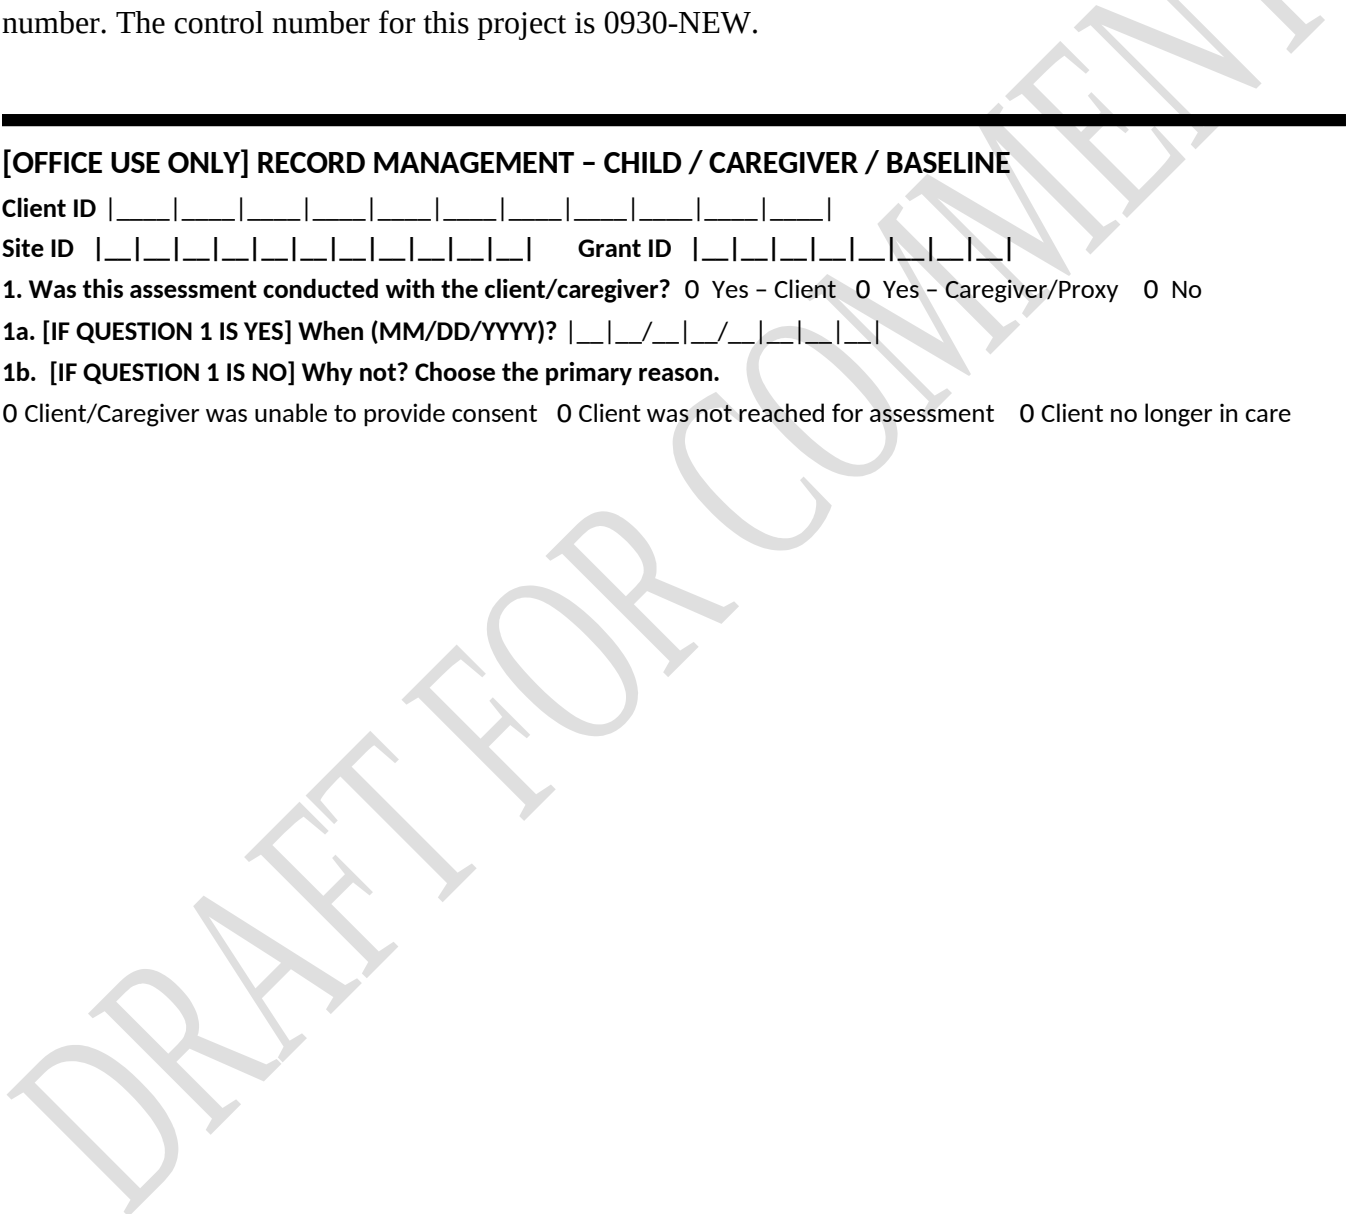 number. The control number for this project is 0930-NEW.
[OFFICE USE ONLY] RECORD MANAGEMENT – CHILD / CAREGIVER / BASELINE
Client ID |____|____|____|____|____|____|____|____|____|____|____|
Site ID |__|__|__|__|__|__|__|__|__|__|__| Grant ID |__|__|__|__|__|__|__|__|
1. Was this assessment conducted with the client/caregiver? O Yes – Client O Yes – Caregiver/Proxy O No
1a. [IF QUESTION 1 IS YES] When (MM/DD/YYYY)? |__|__/__|__/__|__|__|__|
1b. [IF QUESTION 1 IS NO] Why not? Choose the primary reason.
O Client/Caregiver was unable to provide consent O Client was not reached for assessment O Client no longer in care
DRAFT FOR COMMENT